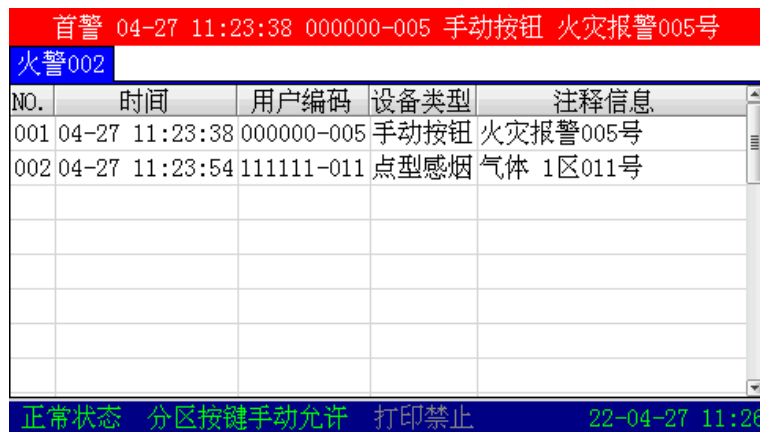 首警 04-27 11:23:38 000000-005 手动按钮 火灾报警005号
火警002
NO. 时间 用户编码 设备类型 注释信息
001 04-27 11:23:38 000000-005 手动按钮 火灾报警005号
002 04-27 11:23:54 111111-011 点型感烟 气体 1区011号
正常状态 分区按键手动允许 打印禁止 22-04-27 11:26